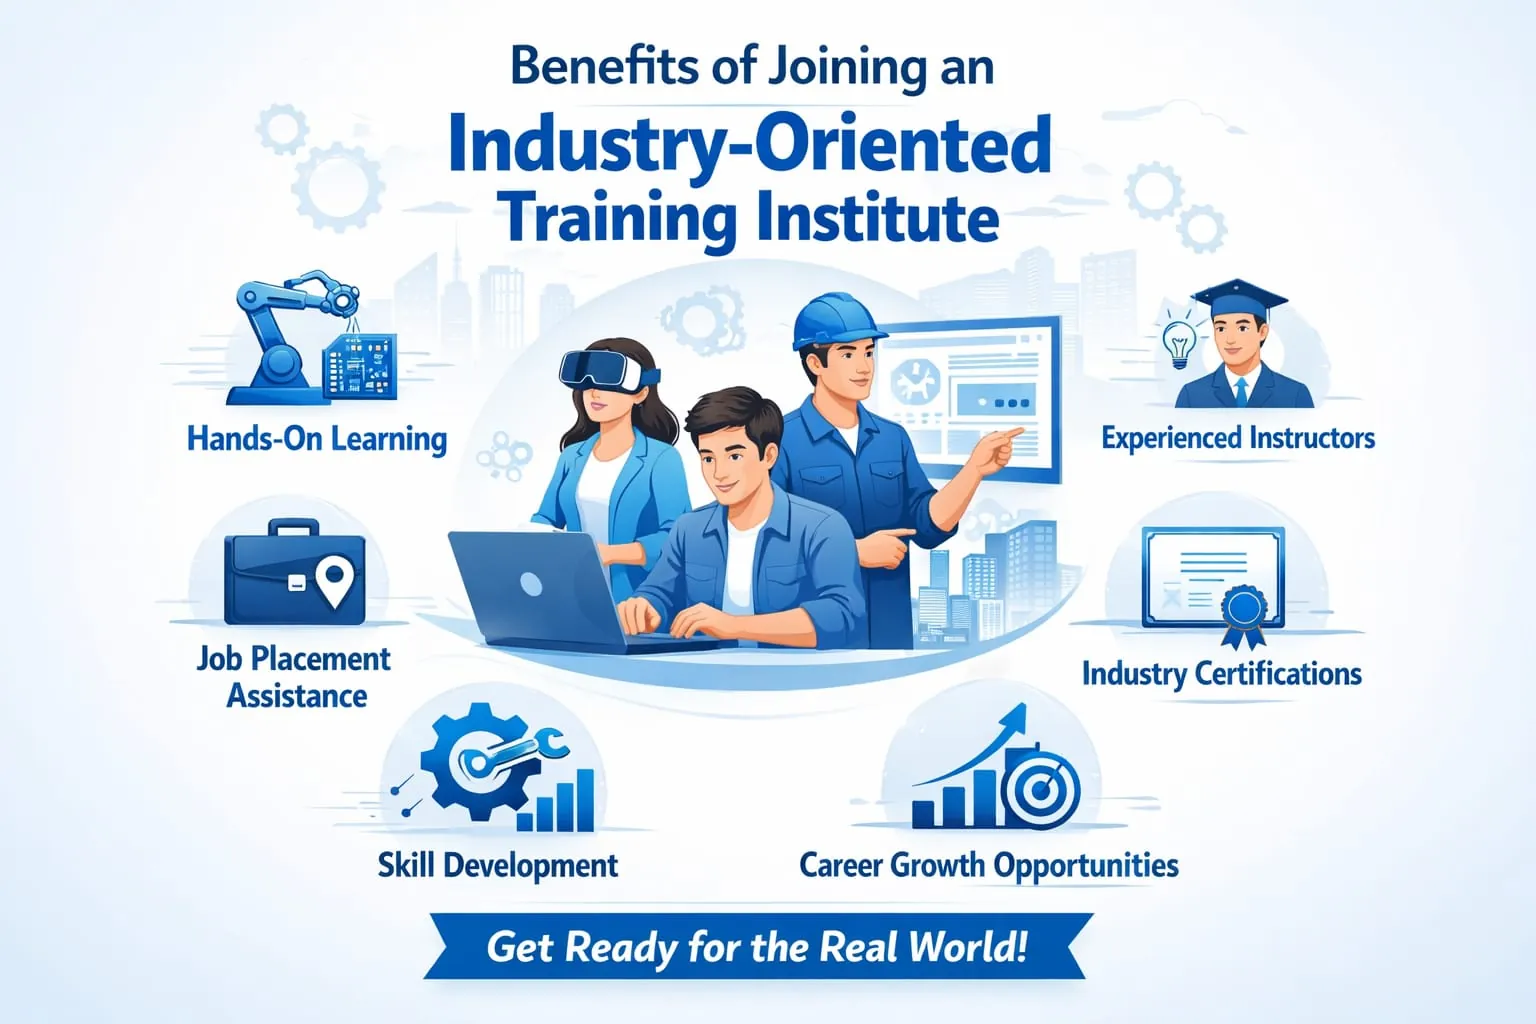 Benefits of Joining an
Industry-Oriented
Training Institute
Hands-On Learning
Experienced Instructors
Job Placement
Assistance
Industry Certifications
Skill Development
Career Growth Opportunities
Get Ready for the Real World!